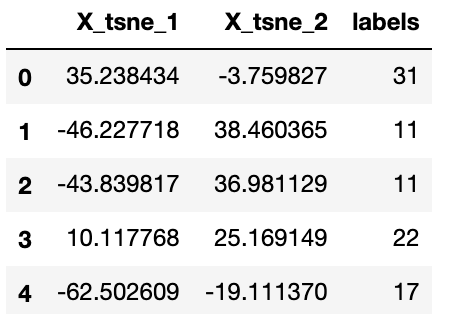 X_tsne_1 X_tsne_2 labels
0 35.238434 -3.759827 31
1 -46.227718 38.460365 11
2 -43.839817 36.981129 11
3 10.117768 25.169149 22
4 -62.502609 -19.111370 17